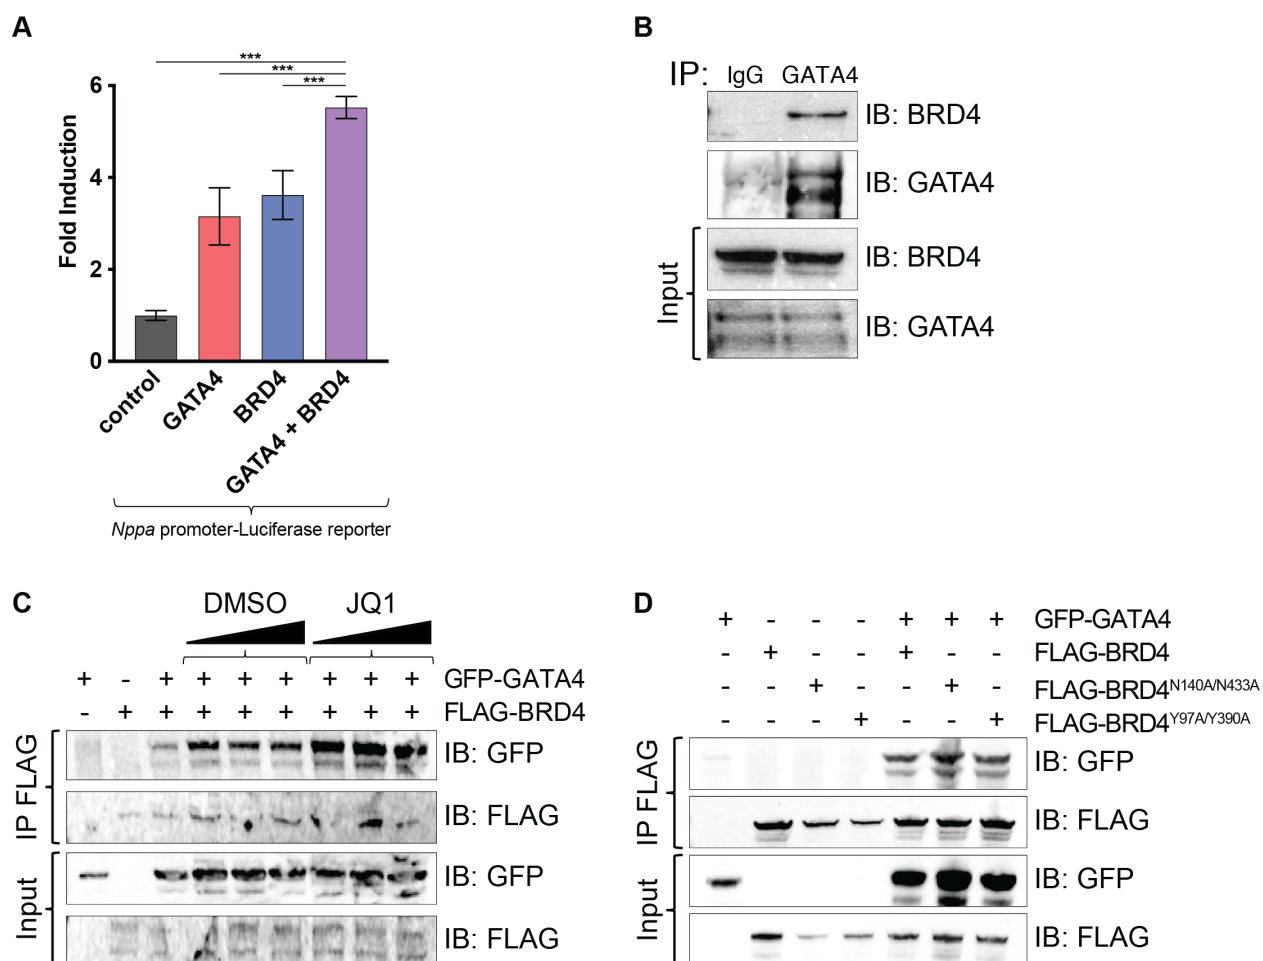 A
***
***
***
6
4
2
0
Fold Induction
control
GATA4
BRD4
GATA4 + BRD4
Nppa promoter-Luciferase reporter
B
IP: IgG GATA4
IB: BRD4
IB: GATA4
Input
IB: BRD4
IB: GATA4
C
DMSO JQ1
+ - + + + + + + + GFP-GATA4
- + + + + + + + + FLAG-BRD4
IP FLAG
IB: GFP
IB: FLAG
Input
IB: GFP
IB: FLAG
D
+ - - - + + + GFP-GATA4
- + - - + - - FLAG-BRD4
- - + - - + - FLAG-BRD4N140A/N433A
- - - + - - + FLAG-BRD4Y97A/Y390A
IP FLAG
IB: GFP
IB: FLAG
Input
IB: GFP
IB: FLAG